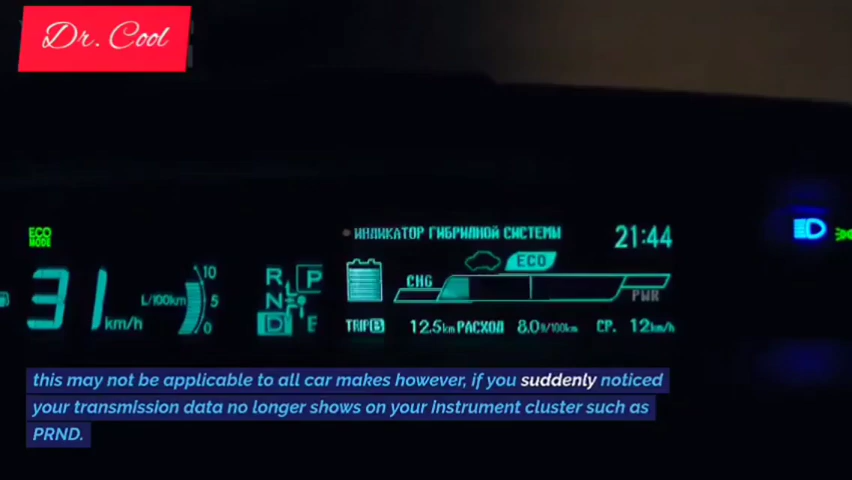 Dr. Cool
ECO
MODE
ИНДИКАТОР ГИБРИДНОЙ СИСТЕМЫ
21:44
ECO
CHG
PWR
31 km/h
L/100km
10
5
0
R P
N
D B
TRIP B 12.5km РАСХОД 8.0л/100km СР. 12km/h
this may not be applicable to all car makes however, if you suddenly noticed
your transmission data no longer shows on your instrument cluster such as
PRND.